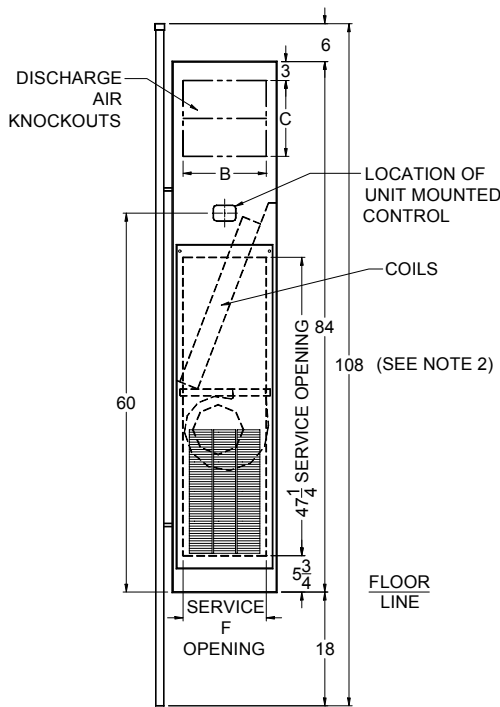 6
3
DISCHARGE
AIR
KNOCKOUTS
C
B
LOCATION OF
UNIT MOUNTED
CONTROL
COILS
84
108 (SEE NOTE 2)
60
47 1/4 SERVICE OPENING
5 3/4
FLOOR
LINE
SERVICE
F
OPENING
18